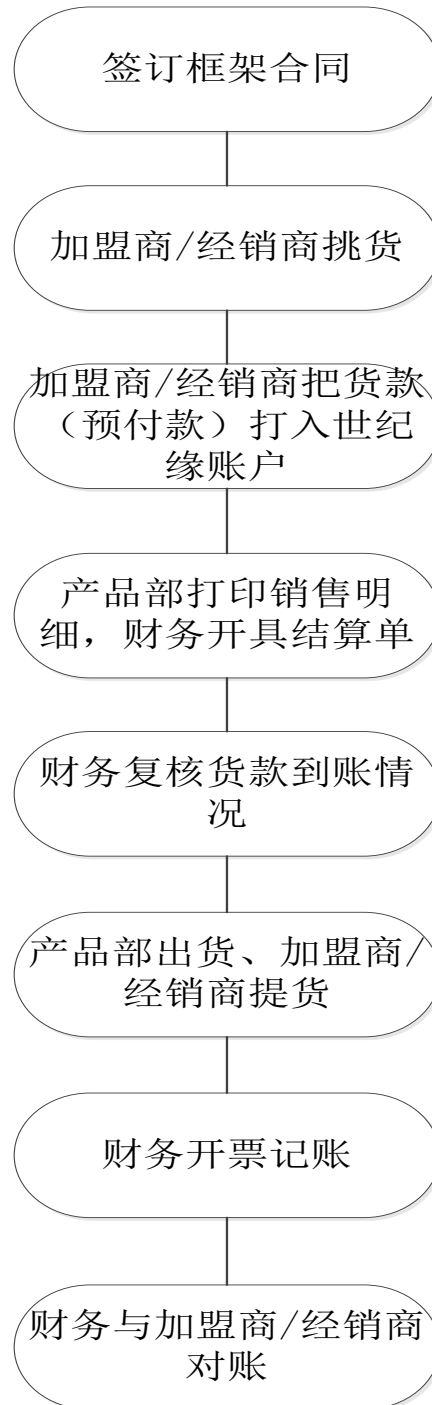 签订框架合同
加盟商/经销商挑货
加盟商/经销商把货款
（预付款）打入世纪
缘账户
产品部打印销售明
细，财务开具结算单
财务复核货款到账情
况
产品部出货、加盟商/
经销商提货
财务开票记账
财务与加盟商/经销商
对账